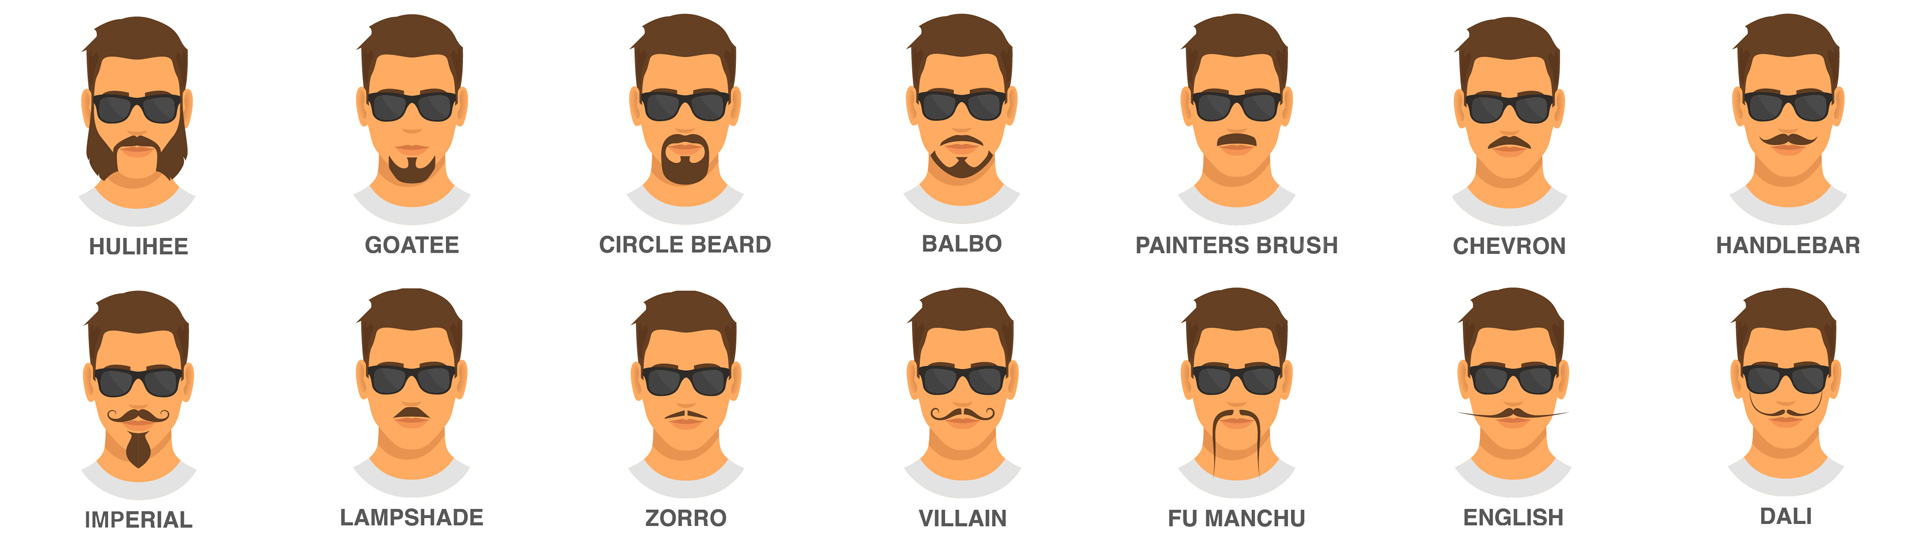 HULIHEE
GOATEE
CIRCLE BEARD
BALBO
PAINTERS BRUSH
CHEVRON
HANDLEBAR
IMPERIAL
LAMPSHADE
ZORRO
VILLAIN
FU MANCHU
ENGLISH
DALI